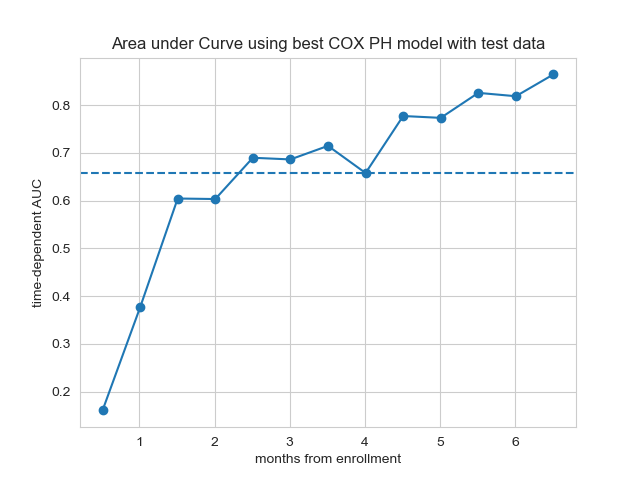 Area under Curve using best COX PH model with test data
time-dependent AUC
0.8
0.7
0.6
0.5
0.4
0.3
0.2
1 2 3 4 5 6
months from enrollment